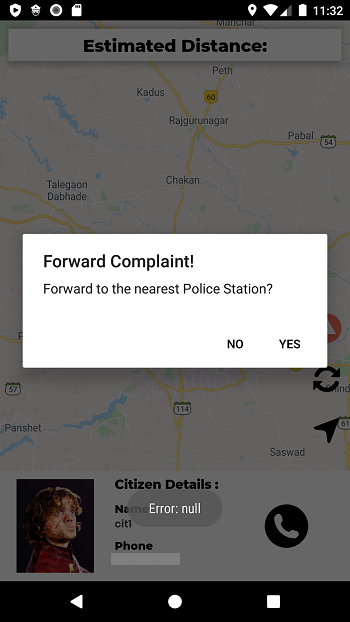 11:32
Manchar
Estimated Distance:
Peth
Kadus
60
Rajgurunagar
Pabal
54
Chakan
Talegaon
Dabhade
Forward Complaint!
Forward to the nearest Police Station?
NO YES
57
114
Panshet
61
Saswad
Citizen Details :
Error: null
cit1
Phone